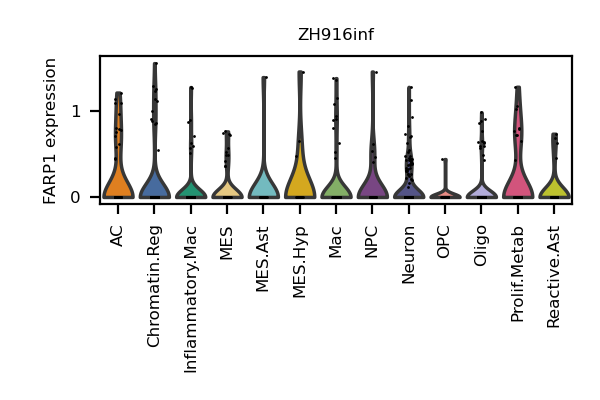 ZH916inf
FARP1 expression
1
0
AC
Chromatin.Reg
Inflammatory.Mac
MES
MES.Ast
MES.Hyp
Mac
NPC
Neuron
OPC
Oligo
Prolif.Metab
Reactive.Ast